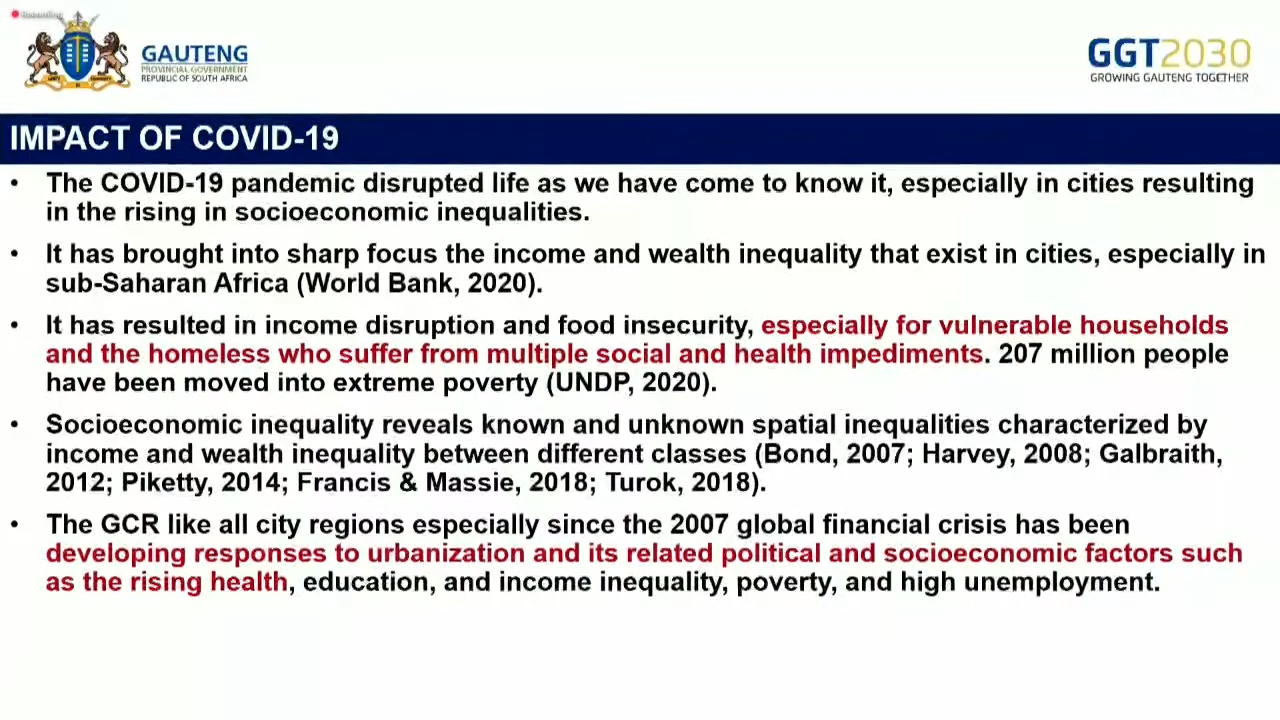 GAUTENG
PROVINCIAL GOVERNMENT
REPUBLIC OF SOUTH AFRICA
GGT2030
GROWING GAUTENG TOGETHER
IMPACT OF COVID-19
• The COVID-19 pandemic disrupted life as we have come to know it, especially in cities resulting
in the rising in socioeconomic inequalities.
• It has brought into sharp focus the income and wealth inequality that exist in cities, especially in
sub-Saharan Africa (World Bank, 2020).
• It has resulted in income disruption and food insecurity, especially for vulnerable households
and the homeless who suffer from multiple social and health impediments. 207 million people
have been moved into extreme poverty (UNDP, 2020).
• Socioeconomic inequality reveals known and unknown spatial inequalities characterized by
income and wealth inequality between different classes (Bond, 2007; Harvey, 2008; Galbraith,
2012; Piketty, 2014; Francis & Massie, 2018; Turok, 2018).
• The GCR like all city regions especially since the 2007 global financial crisis has been
developing responses to urbanization and its related political and socioeconomic factors such
as the rising health, education, and income inequality, poverty, and high unemployment.